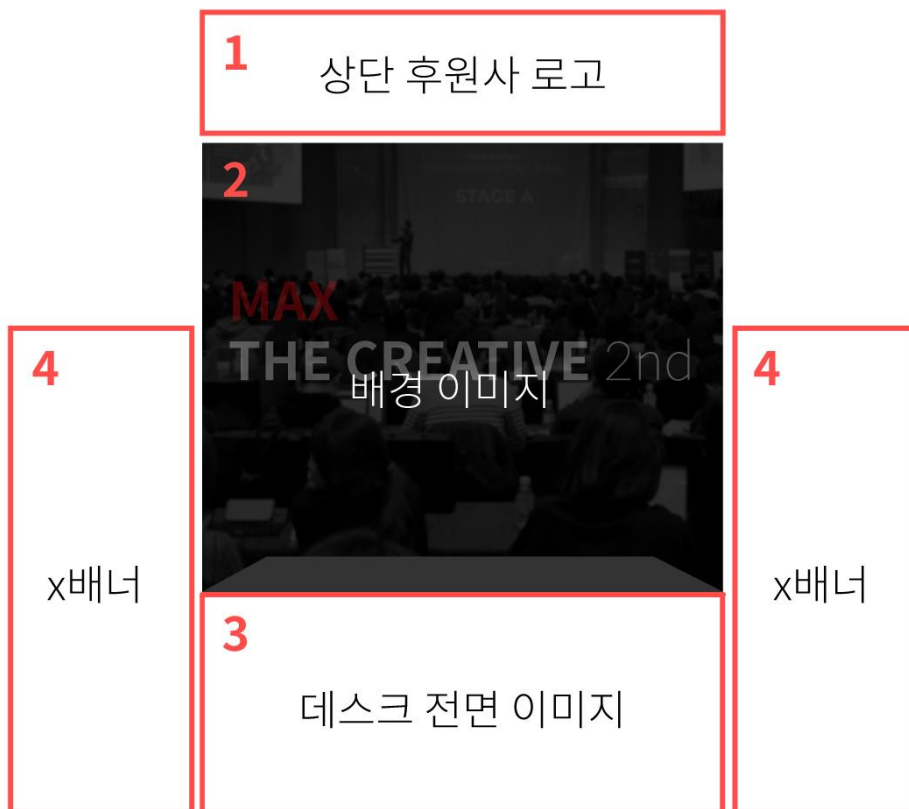 1
상단 후원사 로고
2
STAGE A
MAX
THE CREATIVE 2nd
배경 이미지
4
x배너
4
x배너
3
데스크 전면 이미지